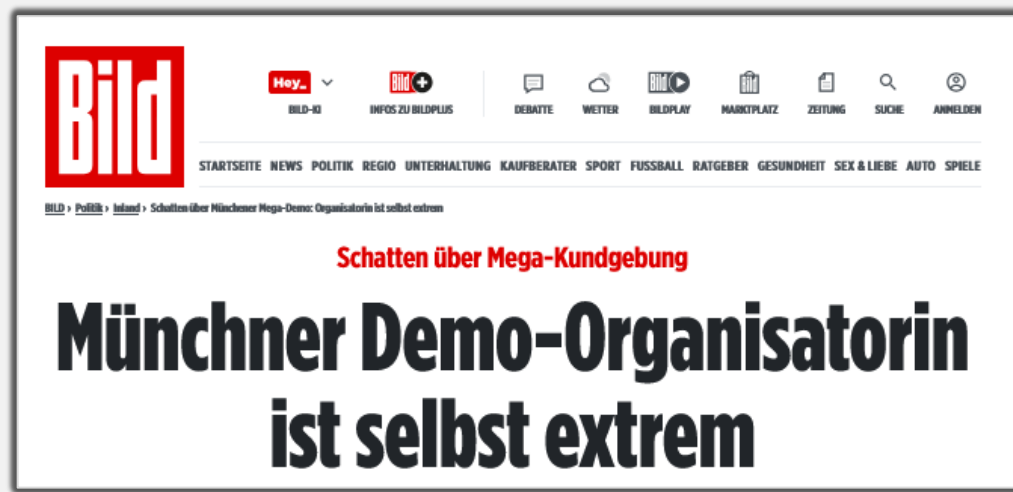 Bild
Hey_
Bild
Bild
Bild
BILD-KI
INFOS ZU BILDPLUS
DEBATTE
WETTER
BILDPLAY
MARKTPLATZ
ZEITUNG
SUCHE
ANMELDEN
STARTSEITE NEWS POLITIK REGIO UNTERHALTUNG KAUFBERATER SPORT FUSSBALL RATGEBER GESUNDHEIT SEX & LIEBE AUTO SPIELE
BILD › Politik › Inland › Schatten über Münchener Mega-Demo: Organisatorin ist selbst extrem
Schatten über Mega-Kundgebung
Münchner Demo-Organisatorin
ist selbst extrem